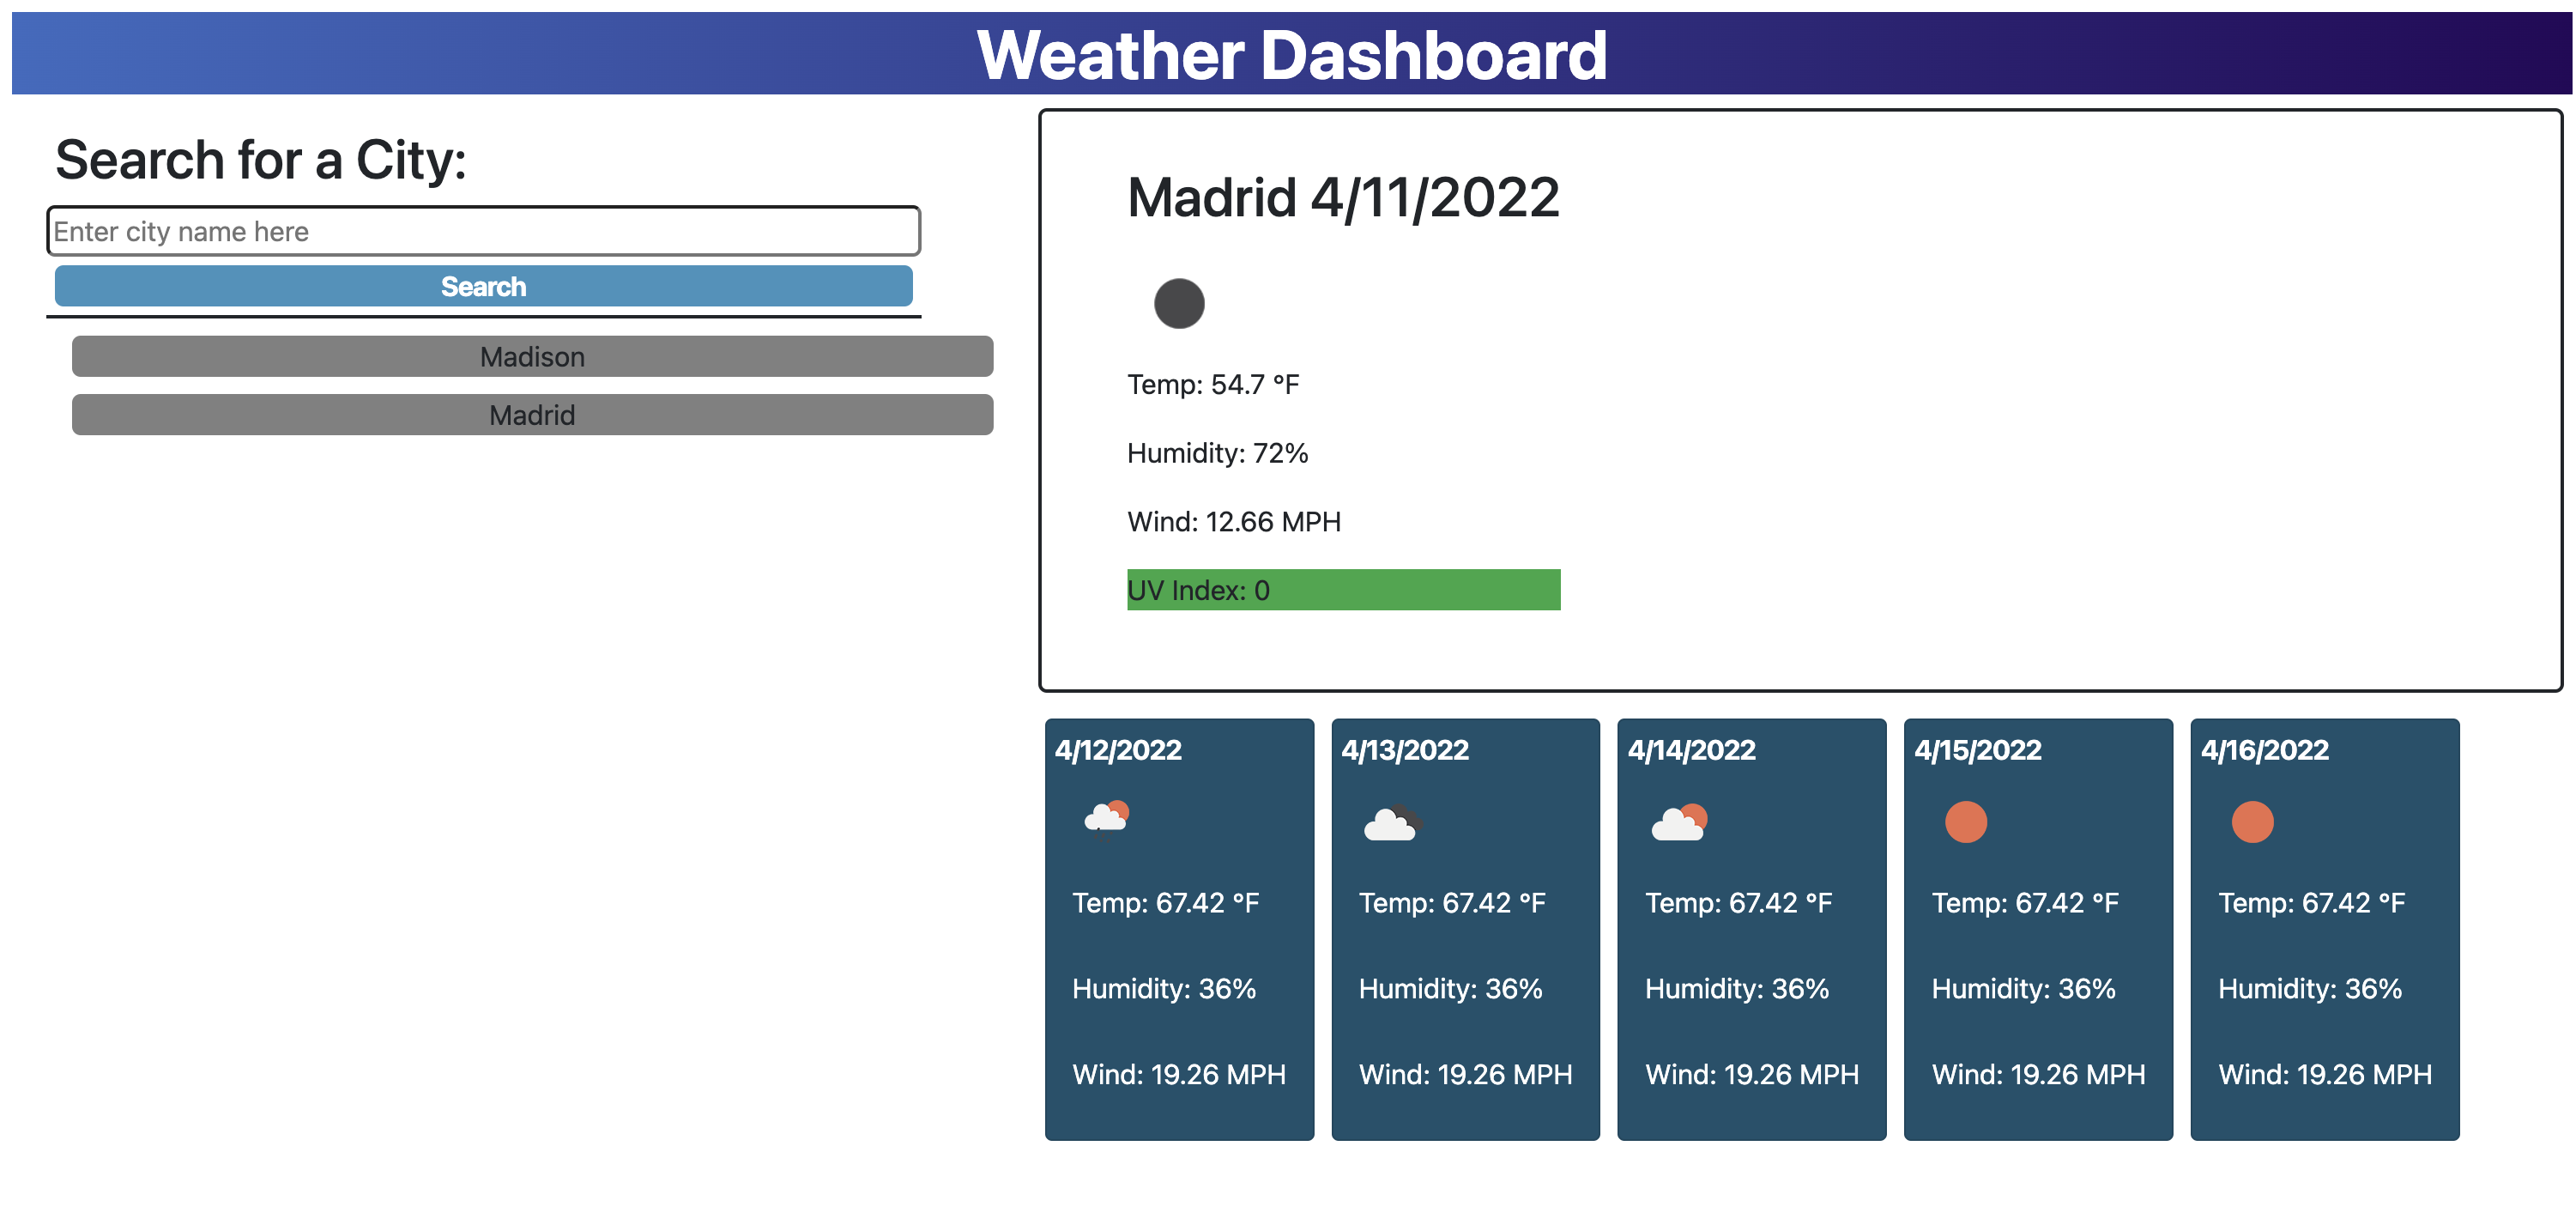 Weather Dashboard
Search for a City:
Enter city name here
Search
Madison
Madrid
Madrid 4/11/2022
Temp: 54.7 °F
Humidity: 72%
Wind: 12.66 MPH
UV Index: 0
4/12/2022
Temp: 67.42 °F
Humidity: 36%
Wind: 19.26 MPH
4/13/2022
Temp: 67.42 °F
Humidity: 36%
Wind: 19.26 MPH
4/14/2022
Temp: 67.42 °F
Humidity: 36%
Wind: 19.26 MPH
4/15/2022
Temp: 67.42 °F
Humidity: 36%
Wind: 19.26 MPH
4/16/2022
Temp: 67.42 °F
Humidity: 36%
Wind: 19.26 MPH